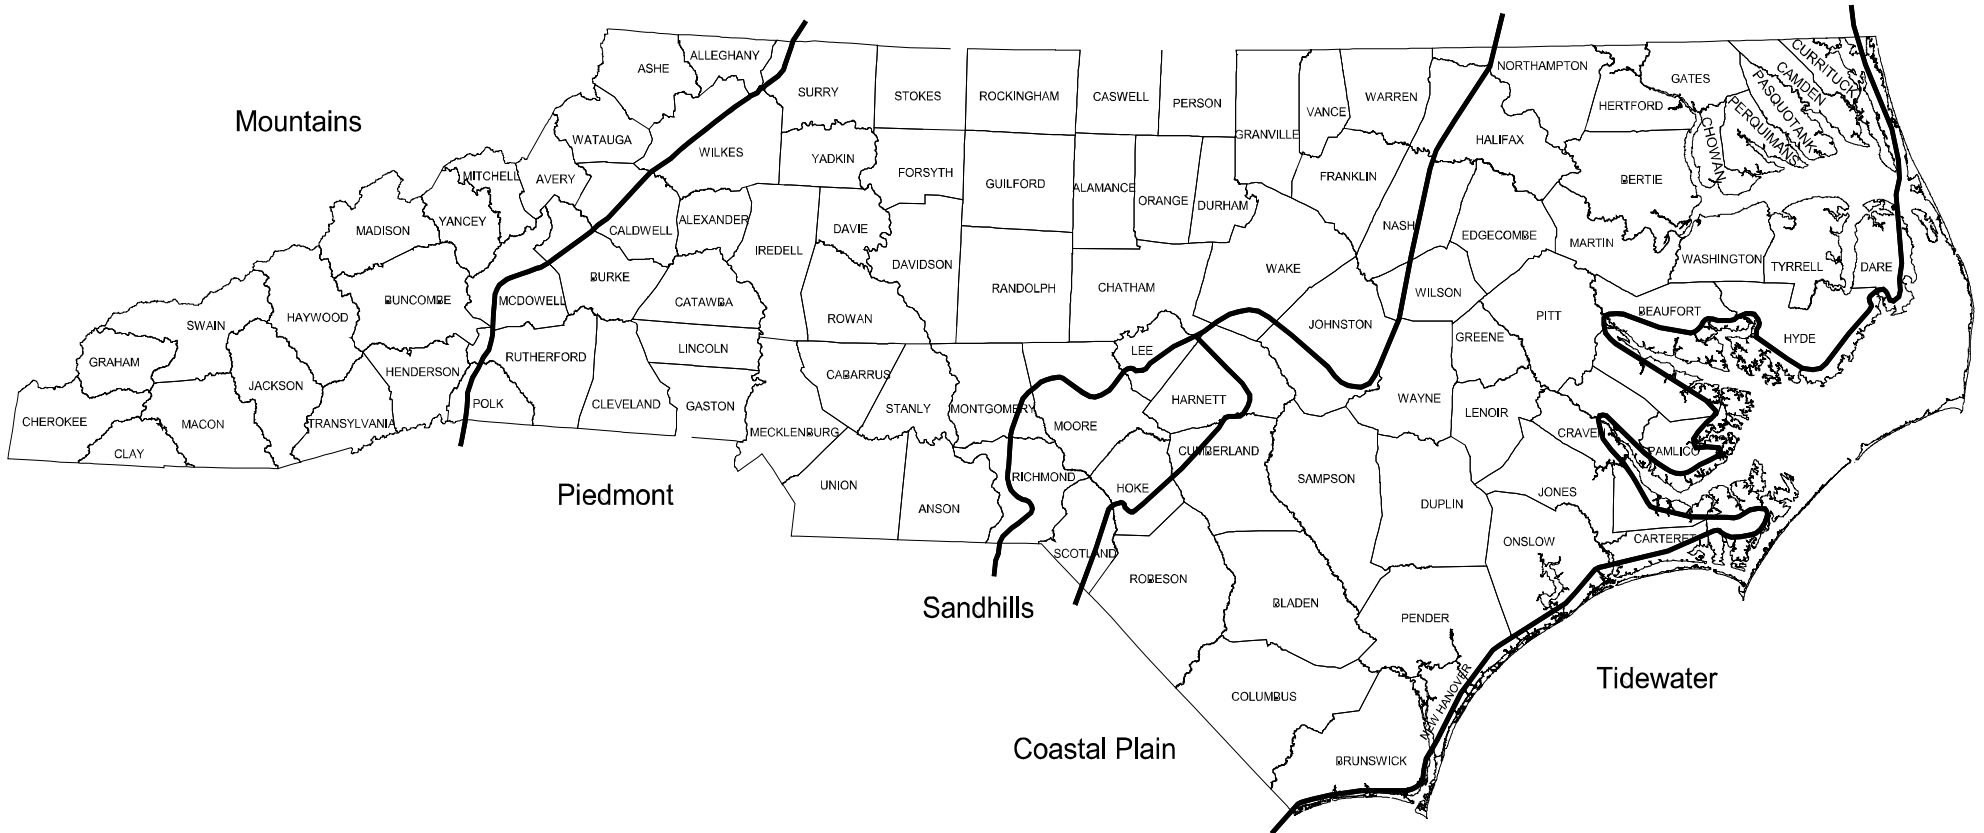 ALLEGHANY
ASHE
SURRY
STOKES
ROCKINGHAM
CASWELL
PERSON
GRANVILLE
VANCE
WARREN
NORTHAMPTON
HALIFAX
HERTFORD
GATES
CURRITUCK
CAMDEN
PASQUOTANK
PERQUIMANS
CHOWAN
Mountains
WATAUGA
WILKES
YADKIN
FORSYTH
GUILFORD
ALAMANCE
ORANGE
DURHAM
FRANKLIN
NASH
EDGECOMBE
BERTIE
MARTIN
WASHINGTON
TYRRELL
DARE
MITCHELL
AVERY
YANCEY
MADISON
CALDWELL
ALEXANDER
IREDELL
DAVIE
DAVIDSON
RANDOLPH
CHATHAM
WAKE
WILSON
BUNCOMBE
MCDOWELL
BURKE
CATAWBA
ROWAN
JOHNSTON
GREENE
PITT
BEAUFORT
HYDE
SWAIN
HAYWOOD
GRAHAM
JACKSON
HENDERSON
RUTHERFORD
LINCOLN
CABARRUS
STANLY
MONTGOMERY
MOORE
LEE
HARNETT
WAYNE
LENOIR
CRAVEN
PAMLICO
CHEROKEE
CLAY
MACON
TRANSYLVANIA
POLK
CLEVELAND
GASTON
MECKLENBURG
UNION
ANSON
RICHMOND
HOKE
CUMBERLAND
SAMPSON
DUPLIN
JONES
CARTERET
ONSLOW
Piedmont
SCOTLAND
ROBESON
BLADEN
PENDER
Sandhills
COLUMBUS
NEW HANOVER
Tidewater
BRUNSWICK
Coastal Plain